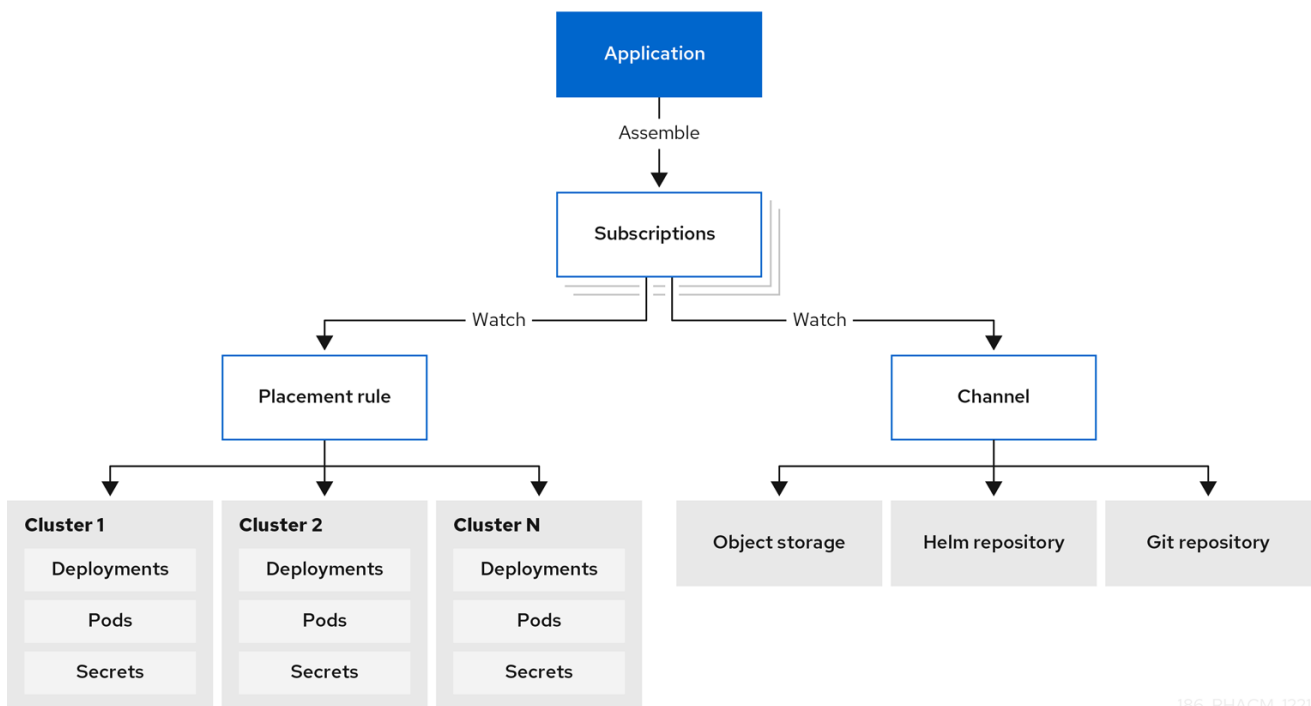 Application
Assemble
Subscriptions
Watch
Watch
Placement rule
Channel
Cluster 1
Deployments
Pods
Secrets
Cluster 2
Deployments
Pods
Secrets
Cluster N
Deployments
Pods
Secrets
Object storage
Helm repository
Git repository
186_RHACM_1221